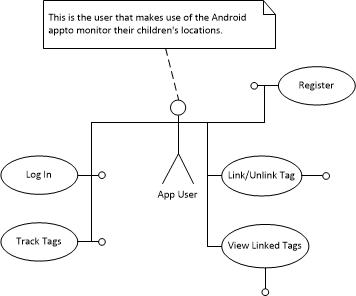 This is the user that makes use of the Android
appto monitor their children's locations.
Register
Log In
Link/Unlink Tag
App User
Track Tags
View Linked Tags